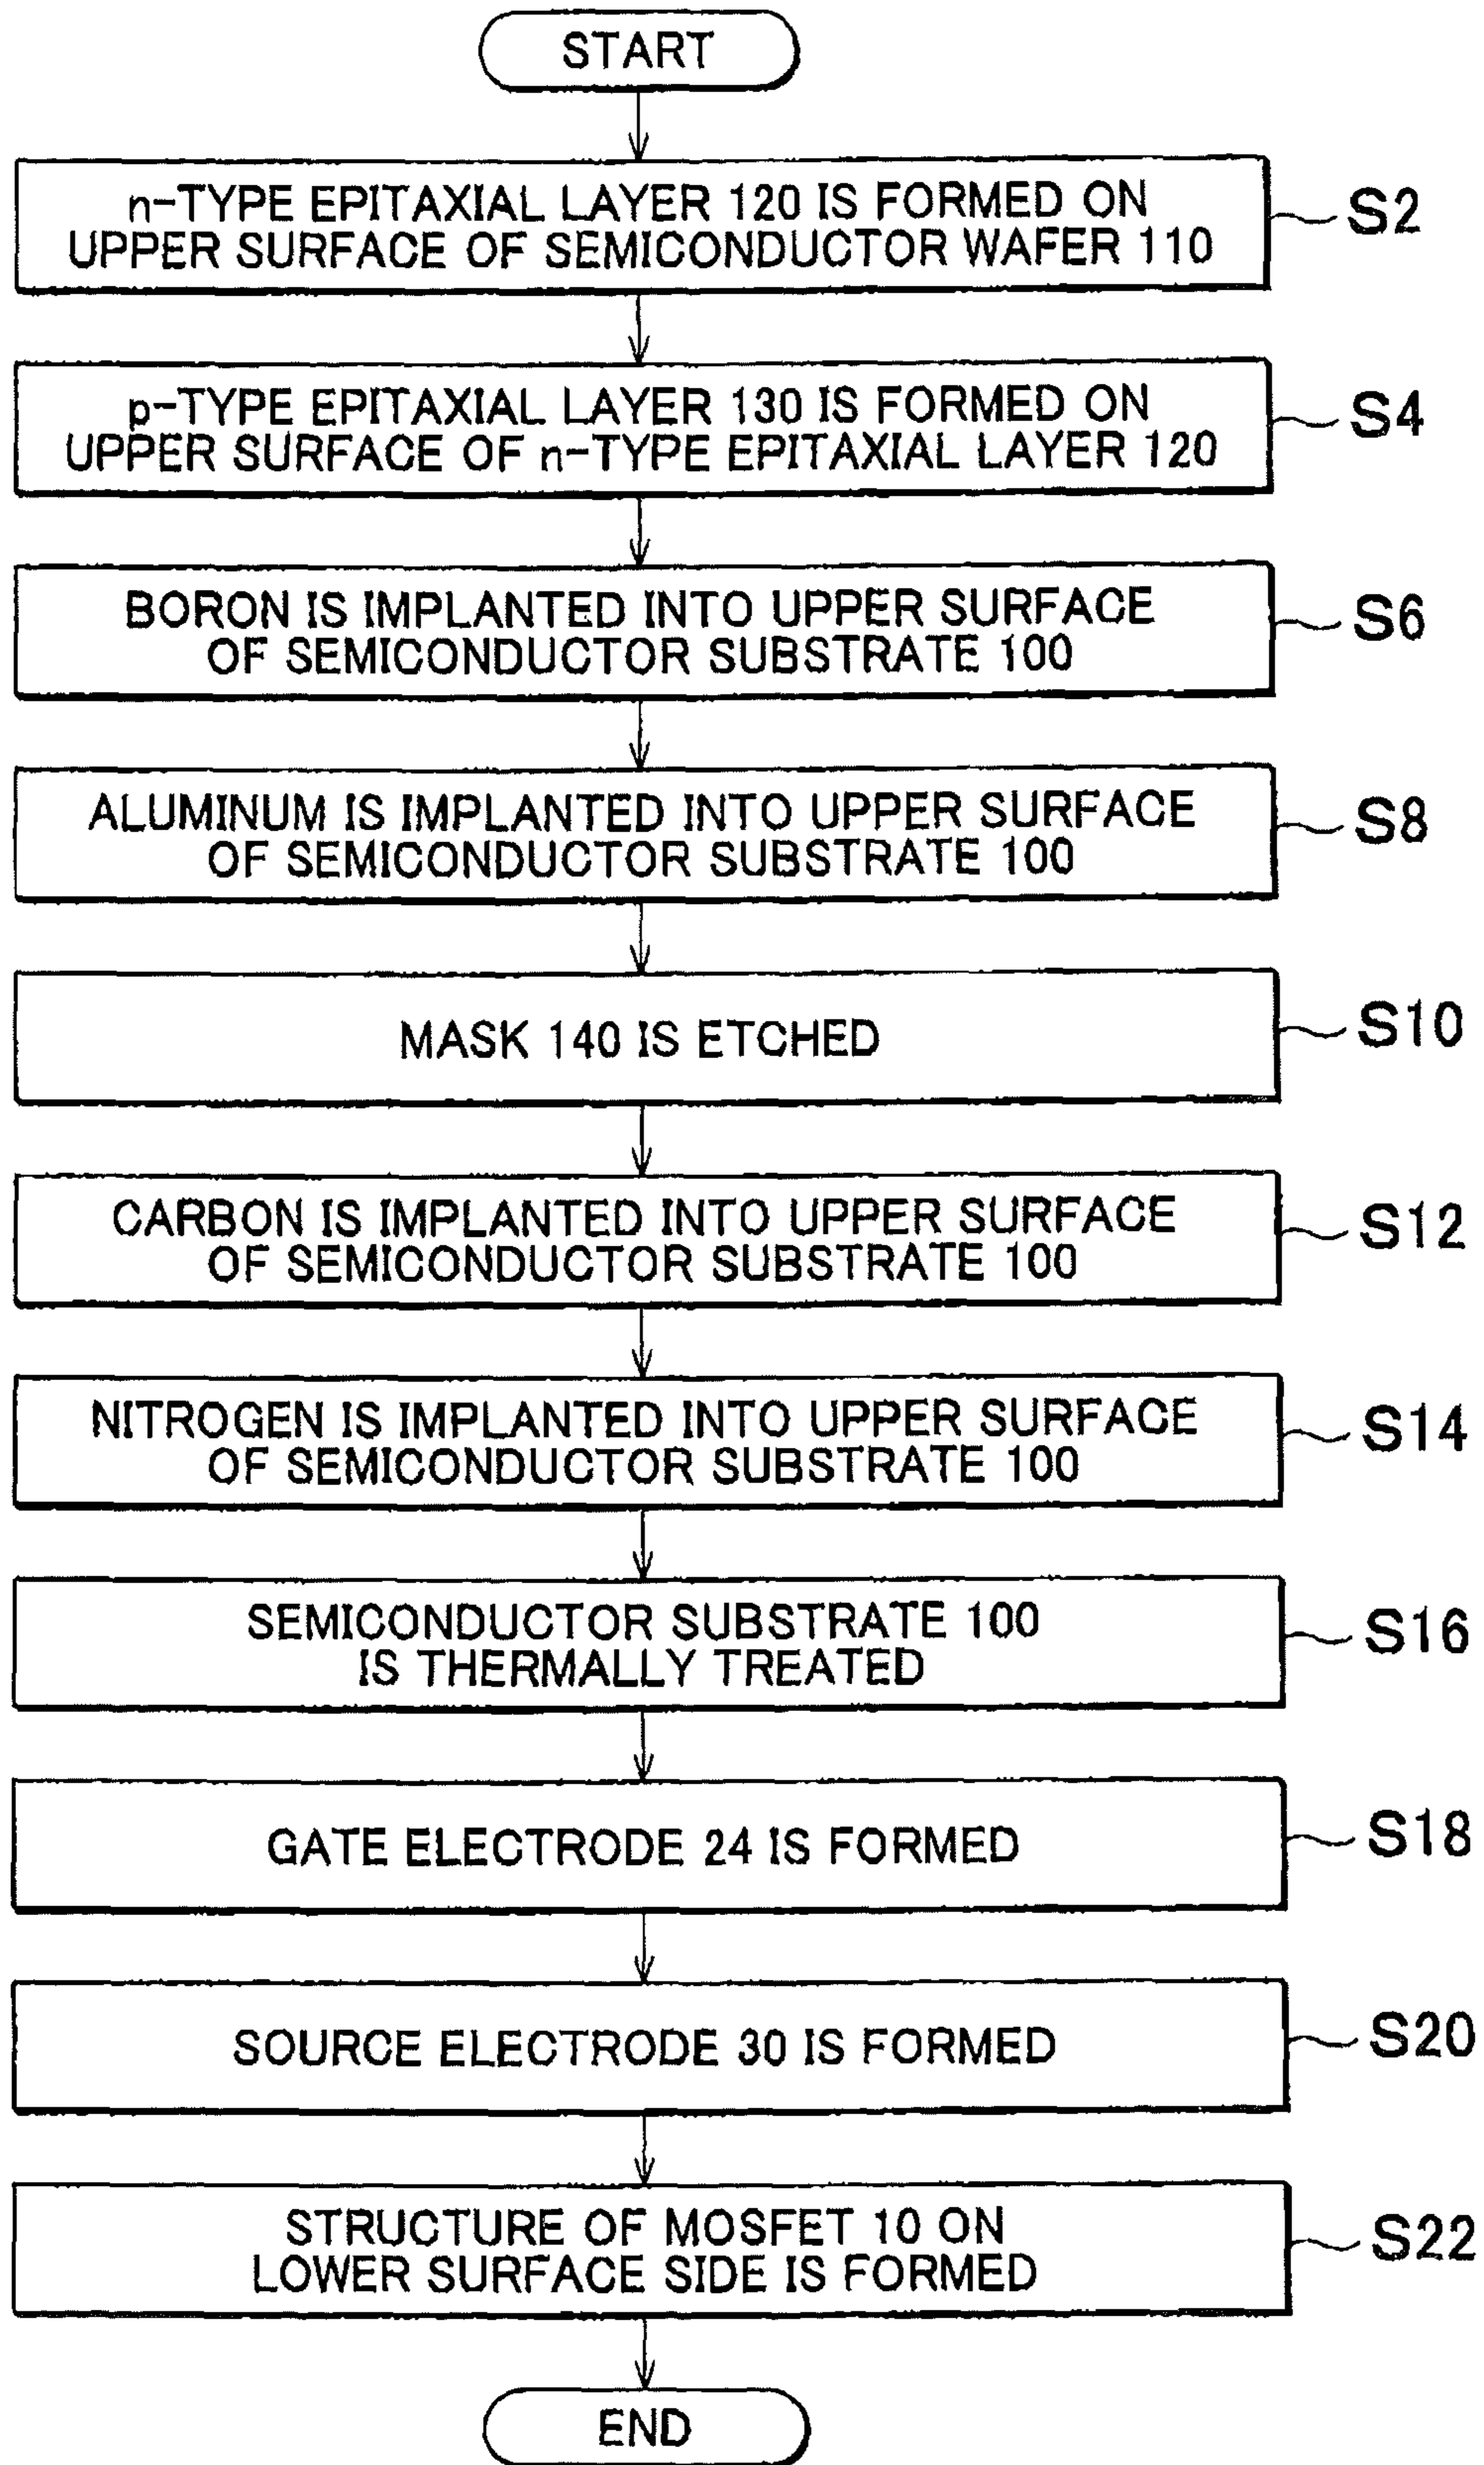 START
n-TYPE EPITAXIAL LAYER 120 IS FORMED ON
UPPER SURFACE OF SEMICONDUCTOR WAFER 110
S2
p-TYPE EPITAXIAL LAYER 130 IS FORMED ON
UPPER SURFACE OF n-TYPE EPITAXIAL LAYER 120
S4
BORON IS IMPLANTED INTO UPPER SURFACE
OF SEMICONDUCTOR SUBSTRATE 100
S6
ALUMINUM IS IMPLANTED INTO UPPER SURFACE
OF SEMICONDUCTOR SUBSTRATE 100
S8
MASK 140 IS ETCHED
S10
CARBON IS IMPLANTED INTO UPPER SURFACE
OF SEMICONDUCTOR SUBSTRATE 100
S12
NITROGEN IS IMPLANTED INTO UPPER SURFACE
OF SEMICONDUCTOR SUBSTRATE 100
S14
SEMICONDUCTOR SUBSTRATE 100
IS THERMALLY TREATED
S16
GATE ELECTRODE 24 IS FORMED
S18
SOURCE ELECTRODE 30 IS FORMED
S20
STRUCTURE OF MOSFET 10 ON
LOWER SURFACE SIDE IS FORMED
S22
END